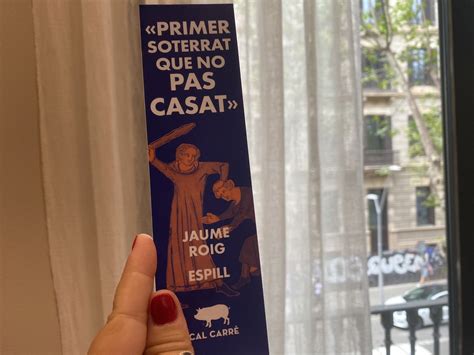 «PRIMER
SOTERRAT
QUE NO
PAS
CASAT»
JAUME
ROIG
ESPILL
CAL CARRÉ